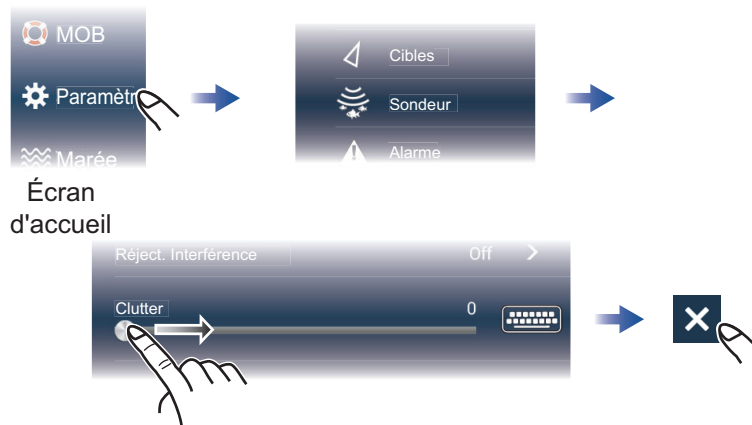 MOB
Paramètr
Marée
Cibles
Sondeur
Alarme
Écran
d'accueil
Réject. Interférence Off
Clutter 0